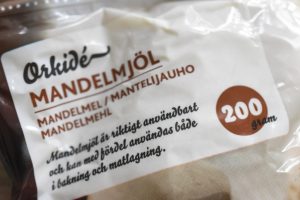 Orkidé
MANDELMJÖL
MANDELMEL / MANTELIJAUHO
MANDELMEHL
Mandelmjöl är riktigt användbart
och kan med fördel användas både
i bakning och matlagning.
200
gram